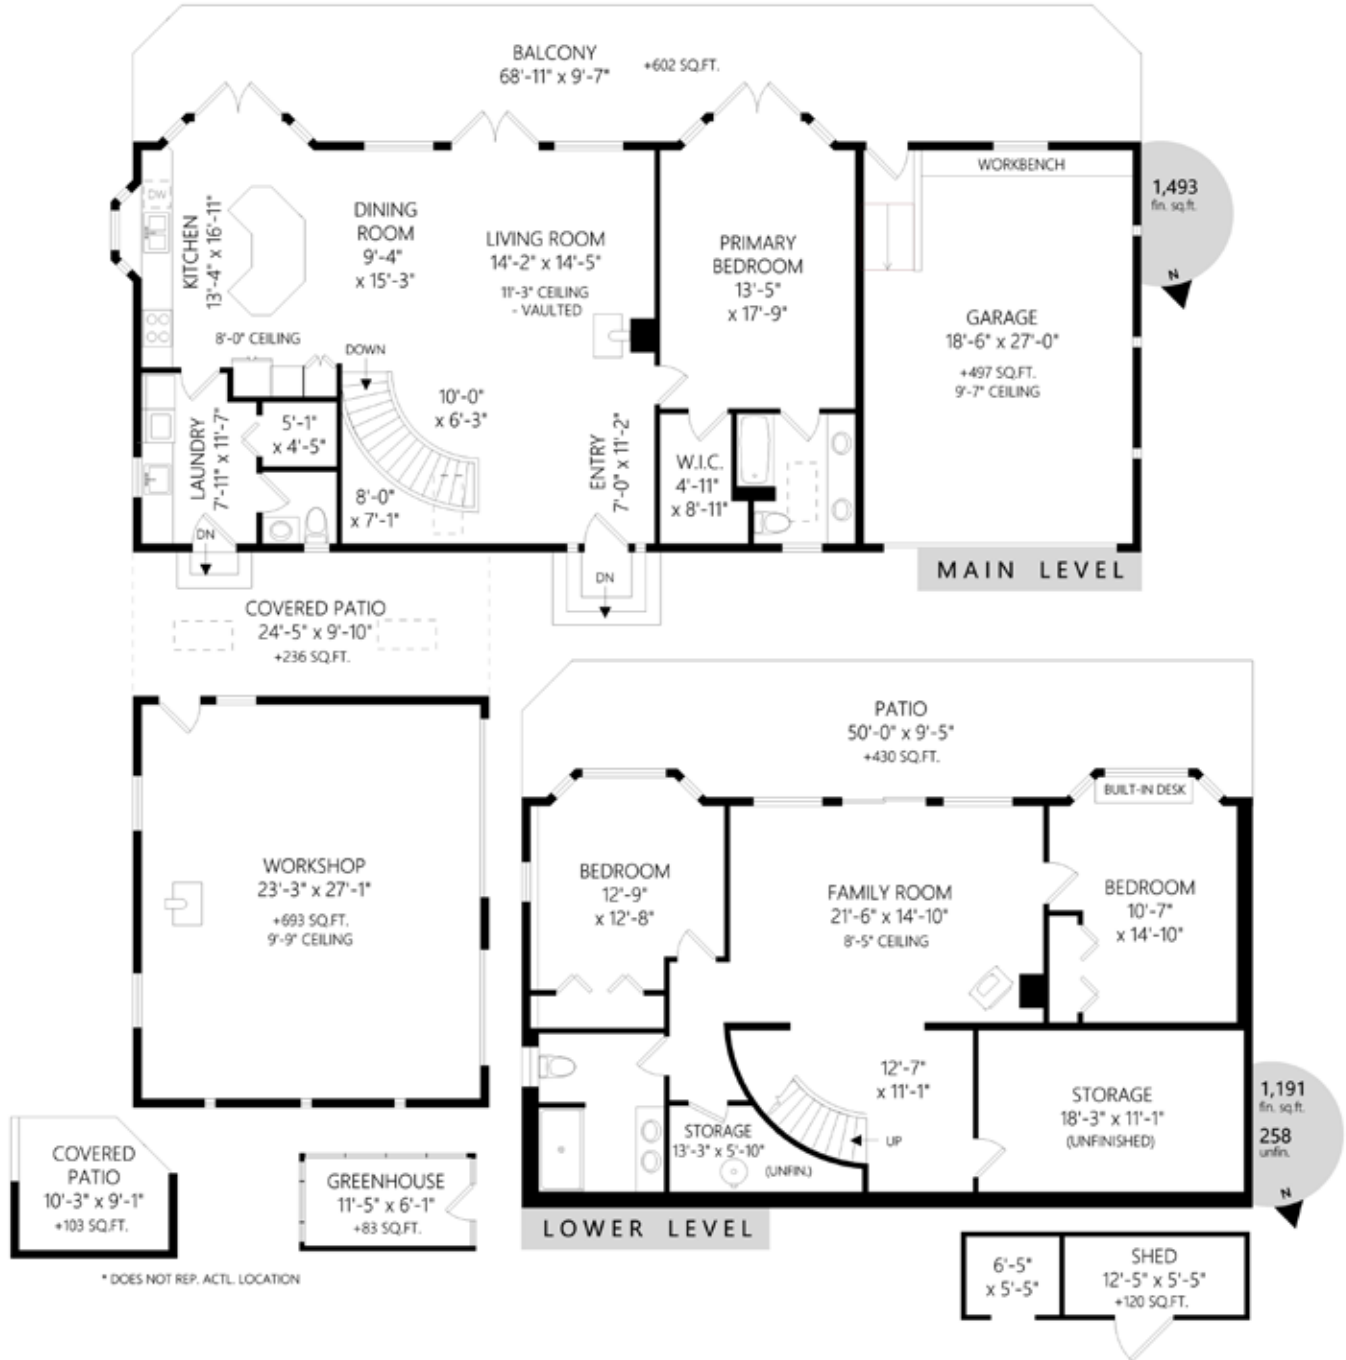 BALCONY
68'-11" x 9'-7"
+602 SQ.FT.
WORKBENCH
1,493
fin. sq.ft.
N
DW
KITCHEN
13'-4" x 16'-11"
DINING
ROOM
9'-4"
x 15'-3"
LIVING ROOM
14'-2" x 14'-5"
11'-3" CEILING
- VAULTED
PRIMARY
BEDROOM
13'-5"
x 17'-9"
GARAGE
18'-6" x 27'-0"
+497 SQ.FT.
9'-7" CEILING
8'-0" CEILING
DOWN
10'-0"
x 6'-3"
LAUNDRY
7'-11" x 11'-7"
5'-1"
x 4'-5"
8'-0"
x 7'-1"
ENTRY
7'-0" x 11'-2"
W.I.C.
4'-11"
x 8'-11"
DN
DN
MAIN LEVEL
COVERED PATIO
24'-5" x 9'-10"
+236 SQ.FT.
WORKSHOP
23'-3" x 27'-1"
+693 SQ.FT.
9'-9" CEILING
PATIO
50'-0" x 9'-5"
+430 SQ.FT.
BUILT-IN DESK
BEDROOM
12'-9"
x 12'-8"
FAMILY ROOM
21'-6" x 14'-10"
8'-5" CEILING
BEDROOM
10'-7"
x 14'-10"
12'-7"
x 11'-1"
UP
STORAGE
13'-3" x 5'-10"
(UNFIN.)
STORAGE
18'-3" x 11'-1"
(UNFINISHED)
1,191
fin. sq.ft.
258
unfin.
N
LOWER LEVEL
COVERED
PATIO
10'-3" x 9'-1"
+103 SQ.FT.
GREENHOUSE
11'-5" x 6'-1"
+83 SQ.FT.
* DOES NOT REP. ACTL. LOCATION
6'-5"
x 5'-5"
SHED
12'-5" x 5'-5"
+120 SQ.FT.